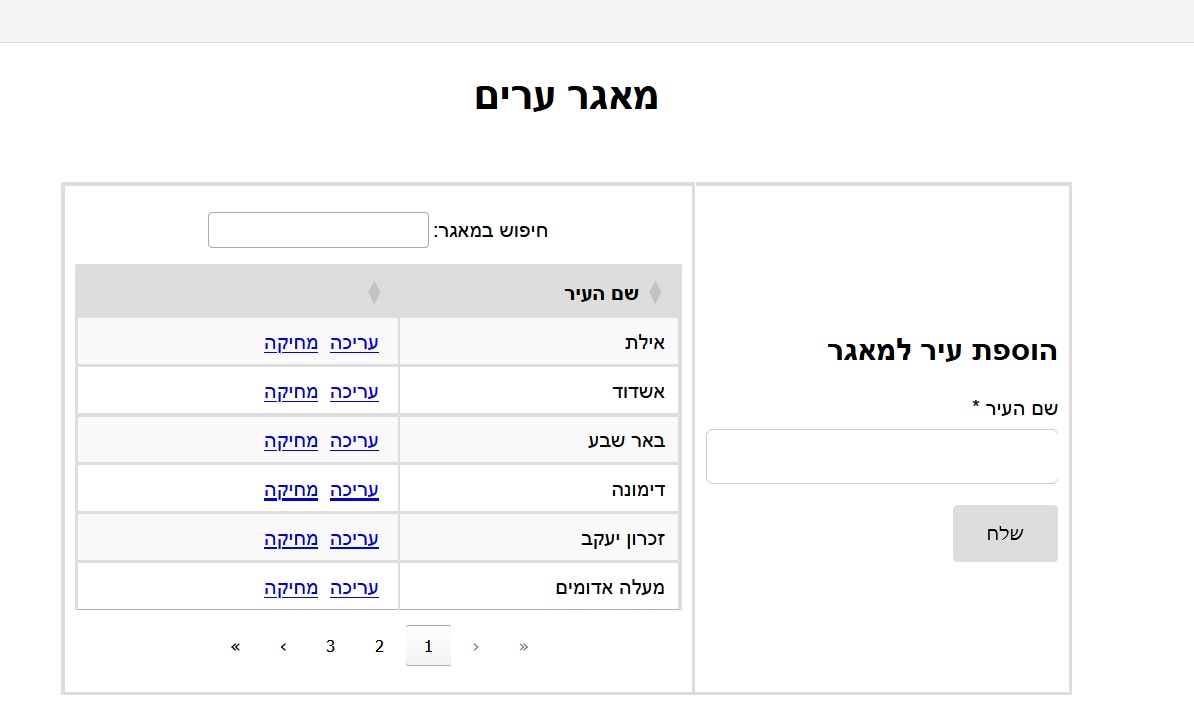 מאגר ערים
הוספת עיר למאגר
שם העיר *
שלח
חיפוש במאגר:
שם העיר
אילת עריכה מחיקה
אשדוד עריכה מחיקה
באר שבע עריכה מחיקה
דימונה עריכה מחיקה
זכרון יעקב עריכה מחיקה
מעלה אדומים עריכה מחיקה
« ‹ 1 2 3 › »